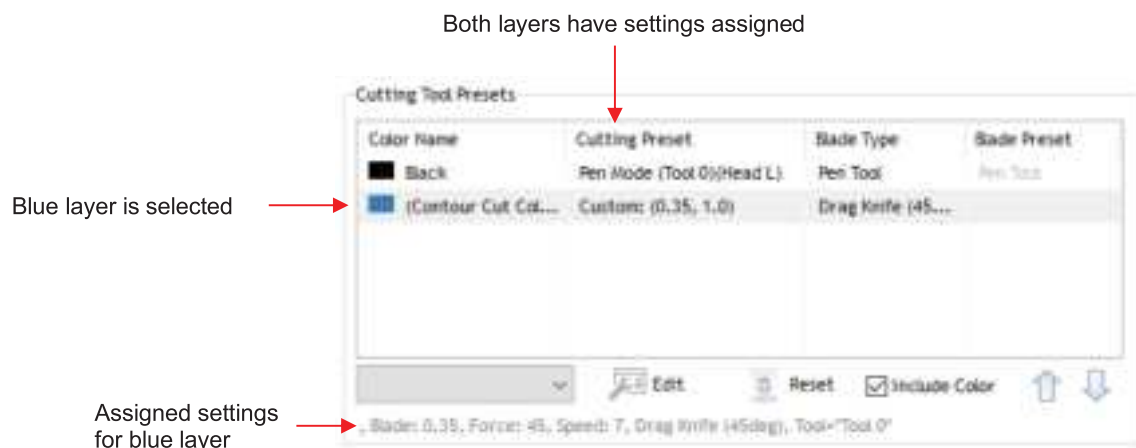 Both layers have settings assigned
Cutting Tool Presets
Color Name Cutting Preset Blade Type Blade Preset
Black Pen Mode (Tool 0)(Head L) Pen Tool Pen Tool
Blue layer is selected
(Contour Cut Col... Custom: (0.35, 1.0) Drag Knife (45...
Edit Reset Include Color
Assigned settings
for blue layer
, Blade: 0.35, Force: 45, Speed: 7, Drag Knife (45deg), Tool="Tool 0"